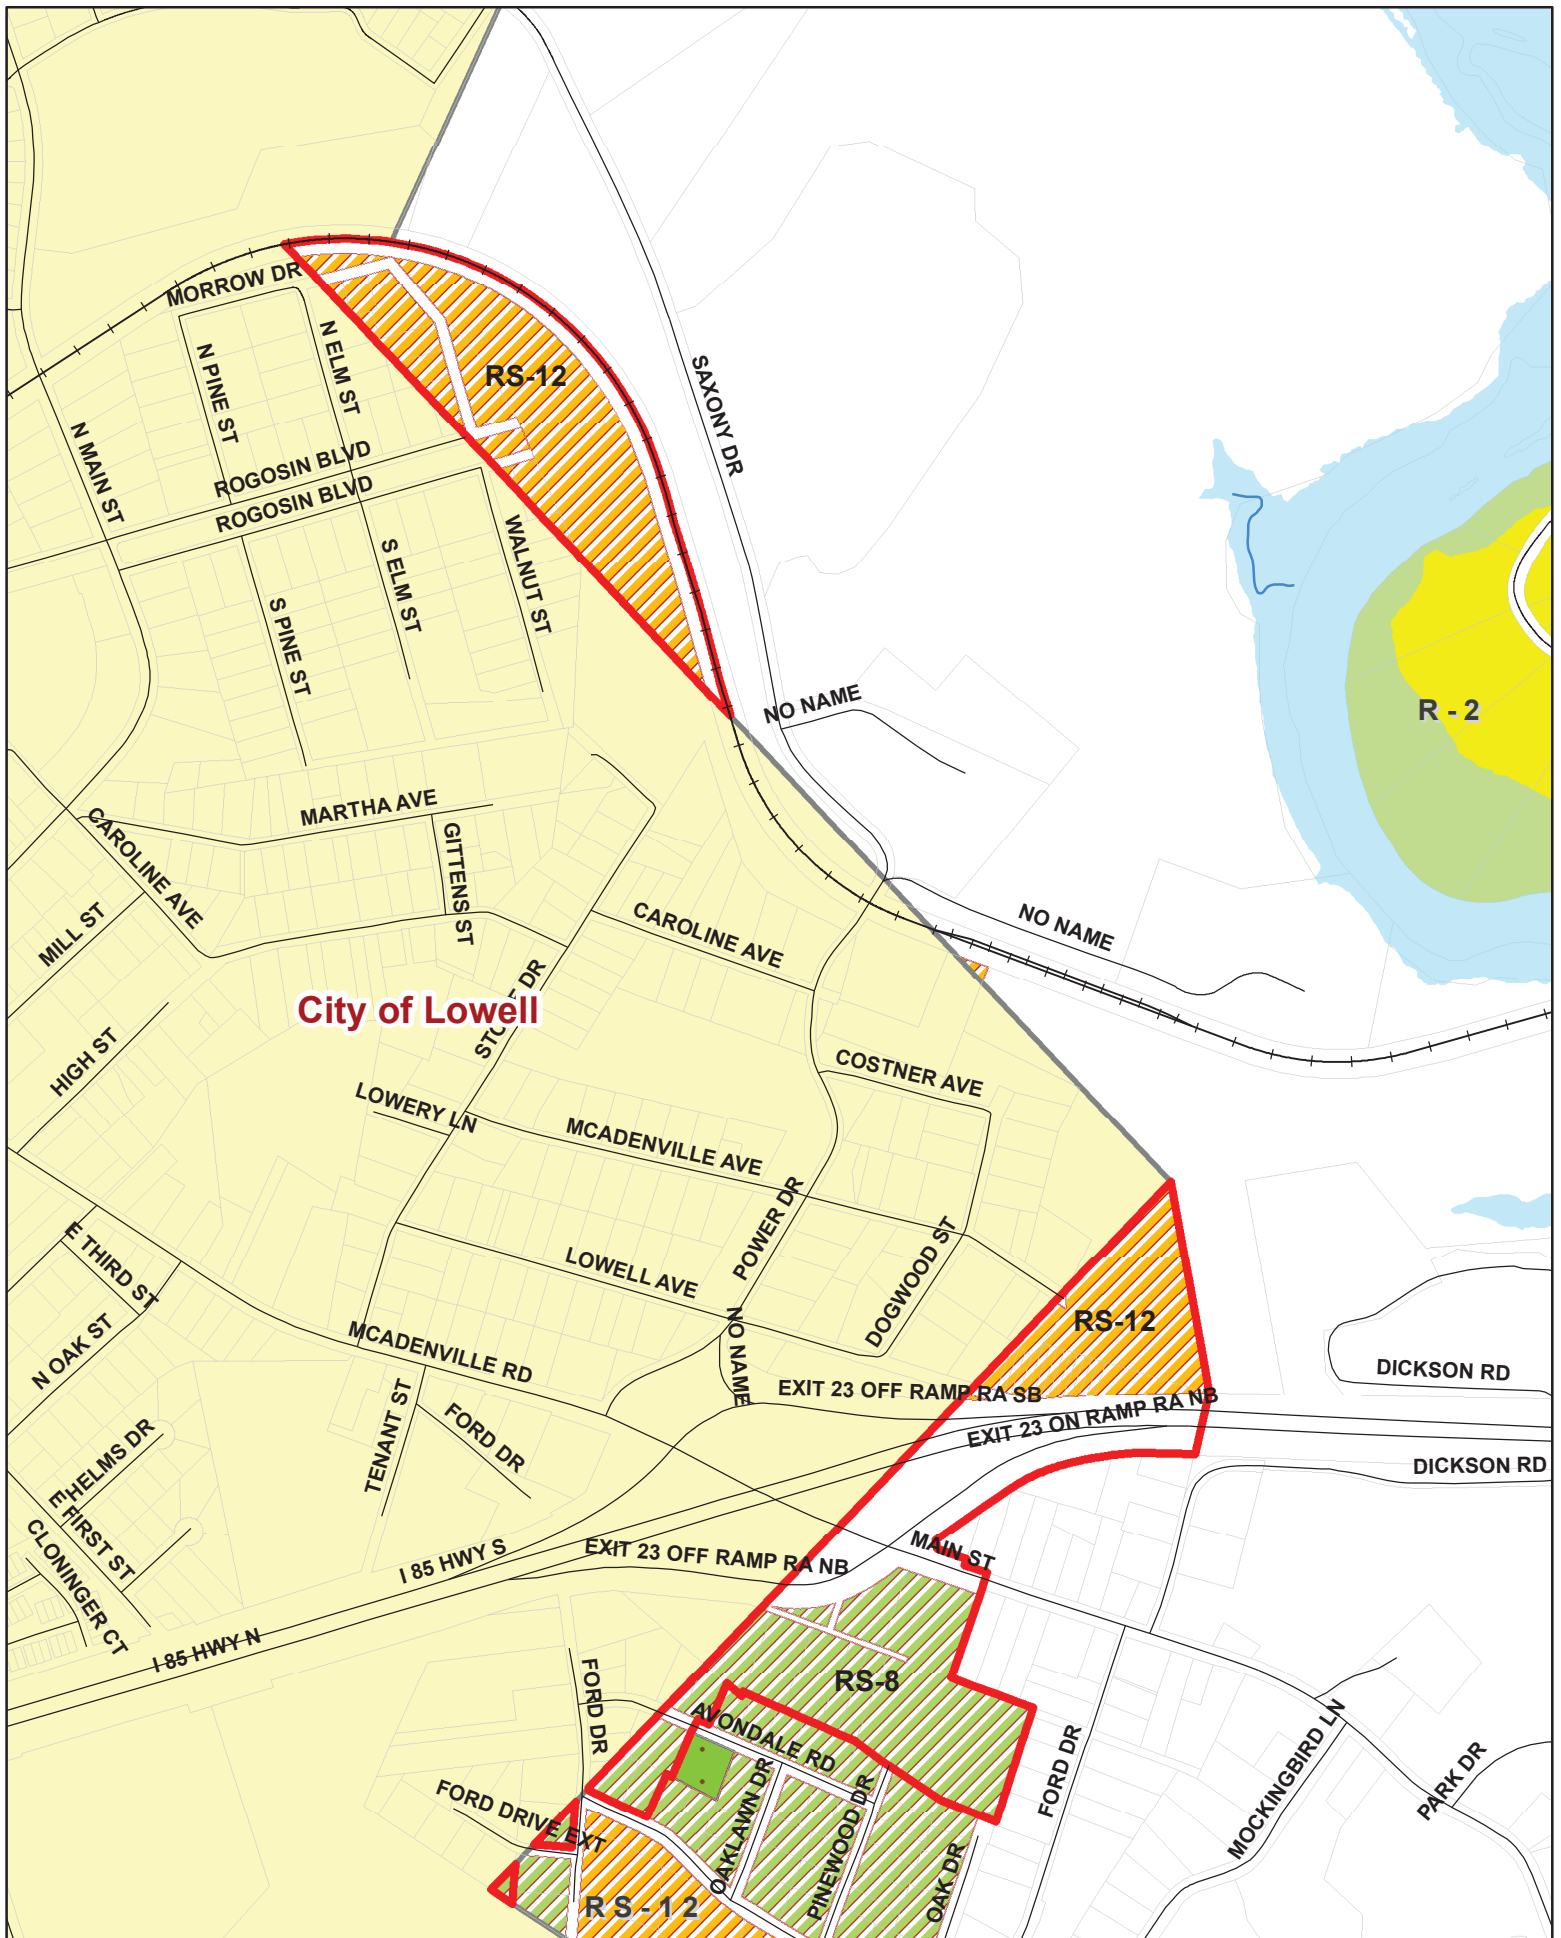 MORROW DR
N PINE ST
N ELM ST
RS-12
SAXONY DR
N MAIN ST
ROGOSIN BLVD
ROGOSIN BLVD
WALNUT ST
S ELM ST
S PINE ST
NO NAME
R - 2
MARTHA AVE
CAROLINE AVE
GITTENS ST
MILL ST
CAROLINE AVE
NO NAME
City of Lowell
HIGH ST
COSTNER AVE
LOWERY LN
MCADENVILLE AVE
POWER DR
E THIRD ST
LOWELL AVE
DOGWOOD ST
RS-12
N OAK ST
MCADENVILLE RD
NO NAME
DICKSON RD
EXIT 23 OFF RAMP RA SB
EXIT 23 ON RAMP RA NB
TENANT ST
FORD DR
DICKSON RD
E HELMS DR
E FIRST ST
CLONINGER CT
I 85 HWY S
EXIT 23 OFF RAMP RA NB
MAIN ST
I 85 HWY N
FORD DR
RS-8
AVONDALE RD
FORD DR
MOCKINGBIRD LN
PARK DR
FORD DRIVE EXT
OAKLAWN DR
PINEWOOD DR
OAK DR
R S - 1 2